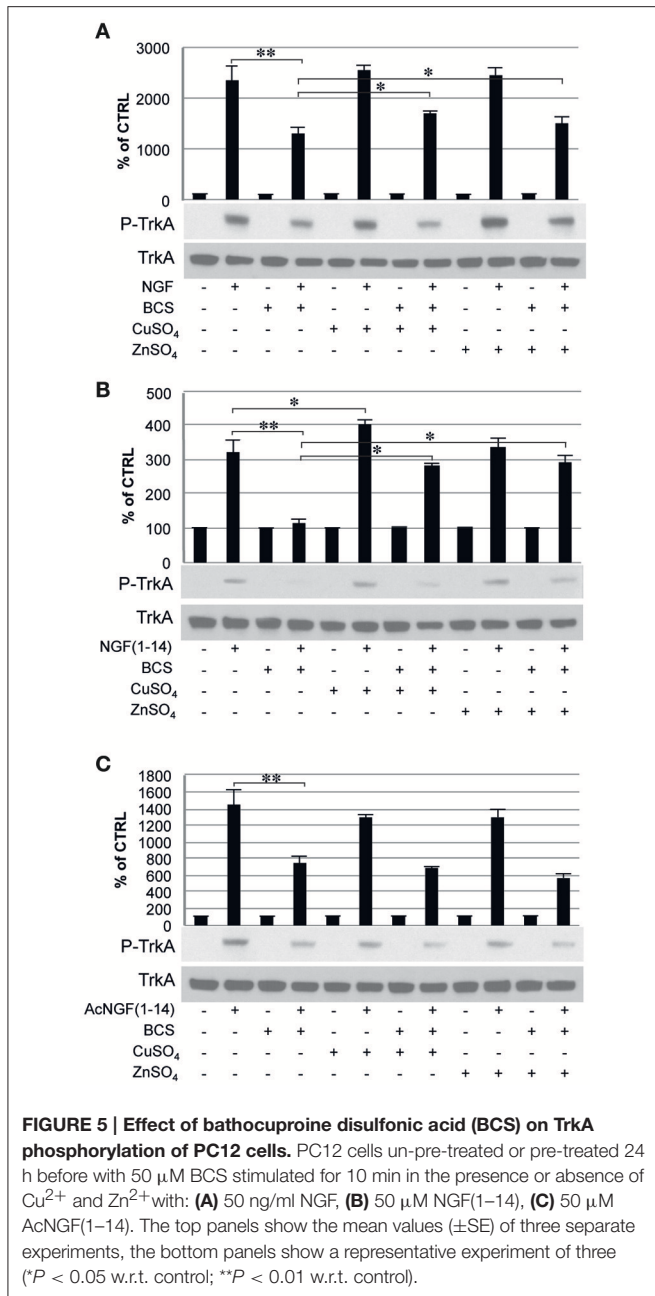 A
**
*
*
3000
2000
1000
0
% of CTRL
P-TrkA
TrkA
NGF - + - + - + - + - + - +
BCS - - + + - - + + - - + +
CuSO₄ - - - - + + + + - - - -
ZnSO₄ - - - - - - - - + + + +
B
*
**
*
*
500
400
300
200
100
0
% of CTRL
P-TrkA
TrkA
NGF(1-14) - + - + - + - + - + - +
BCS - - + + - - + + - - + +
CuSO₄ - - - - + + + + - - - -
ZnSO₄ - - - - - - - - + + + +
C
**
1800
1600
1400
1200
1000
800
600
400
200
0
% of CTRL
P-TrkA
TrkA
AcNGF(1-14) - + - + - + - + - + - +
BCS - - + + - - + + - - + +
CuSO₄ - - - - + + + + - - - -
ZnSO₄ - - - - - - - - + + + +
FIGURE 5 | Effect of bathocuproine disulfonic acid (BCS) on TrkA
phosphorylation of PC12 cells. PC12 cells un-pre-treated or pre-treated 24
h before with 50 μM BCS stimulated for 10 min in the presence or absence of
Cu²⁺ and Zn²⁺with: (A) 50 ng/ml NGF, (B) 50 μM NGF(1–14), (C) 50 μM
AcNGF(1–14). The top panels show the mean values (±SE) of three separate
experiments, the bottom panels show a representative experiment of three
(*P < 0.05 w.r.t. control; **P < 0.01 w.r.t. control).